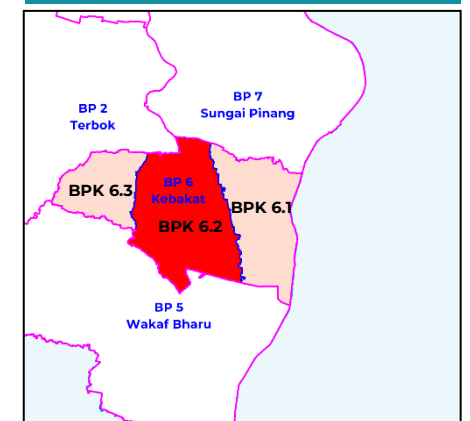 BP 7
Sungai Pinang
BP 2
Terbok
BP 6
Kebakat
BPK 6.3
BPK 6.2
BPK 6.1
BP 5
Wakaf Bharu